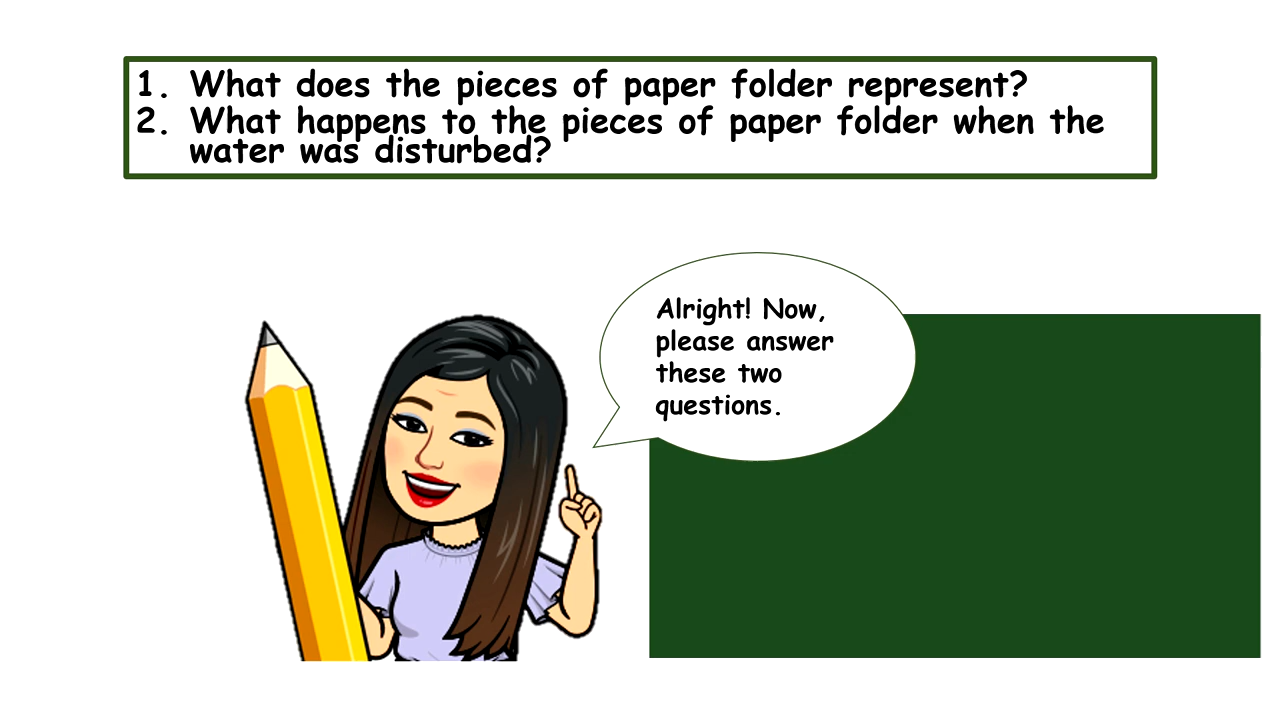 1. What does the pieces of paper folder represent?
2. What happens to the pieces of paper folder when the
water was disturbed?
Alright! Now,
please answer
these two
questions.